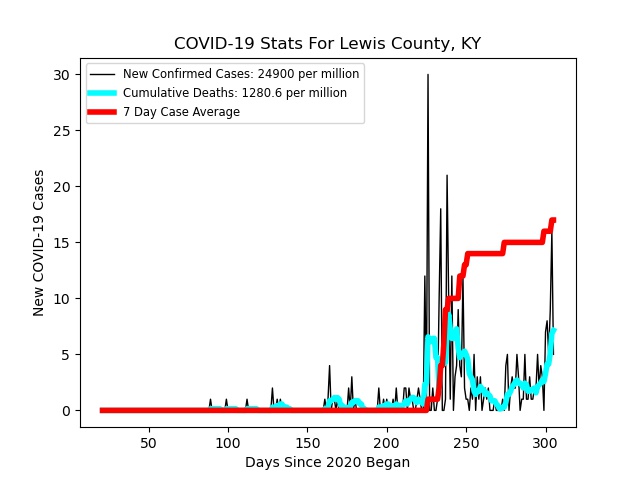 COVID-19 Stats For Lewis County, KY
New Confirmed Cases: 24900 per million
Cumulative Deaths: 1280.6 per million
7 Day Case Average
New COVID-19 Cases
30
25
20
15
10
5
0
50 100 150 200 250 300
Days Since 2020 Began